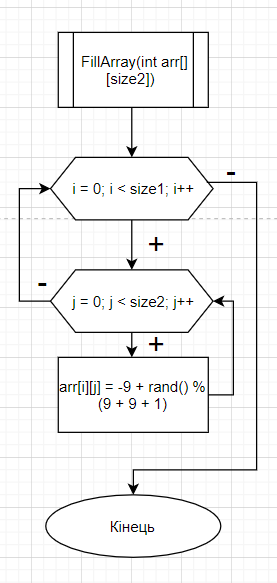 FillArray(int arr[]
[size2])
i = 0; i < size1; i++
-
+
j = 0; j < size2; j++
-
+
arr[i][j] = -9 + rand() %
(9 + 9 + 1)
Кінець